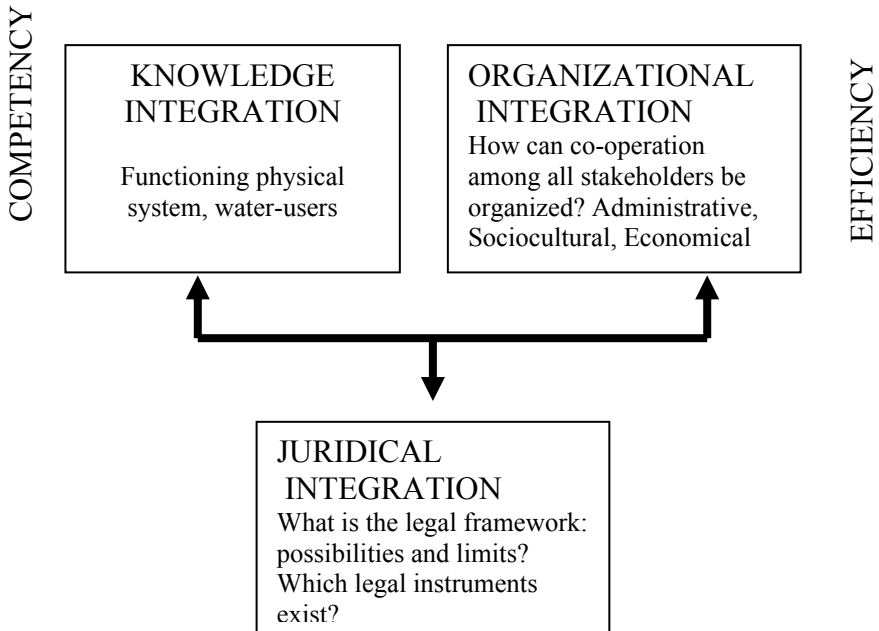 COMPETENCY
KNOWLEDGE
INTEGRATION
Functioning physical
system, water-users
ORGANIZATIONAL
INTEGRATION
How can co-operation
among all stakeholders be
organized? Administrative,
Sociocultural, Economical
EFFICIENCY
JURIDICAL
INTEGRATION
What is the legal framework:
possibilities and limits?
Which legal instruments
exist?